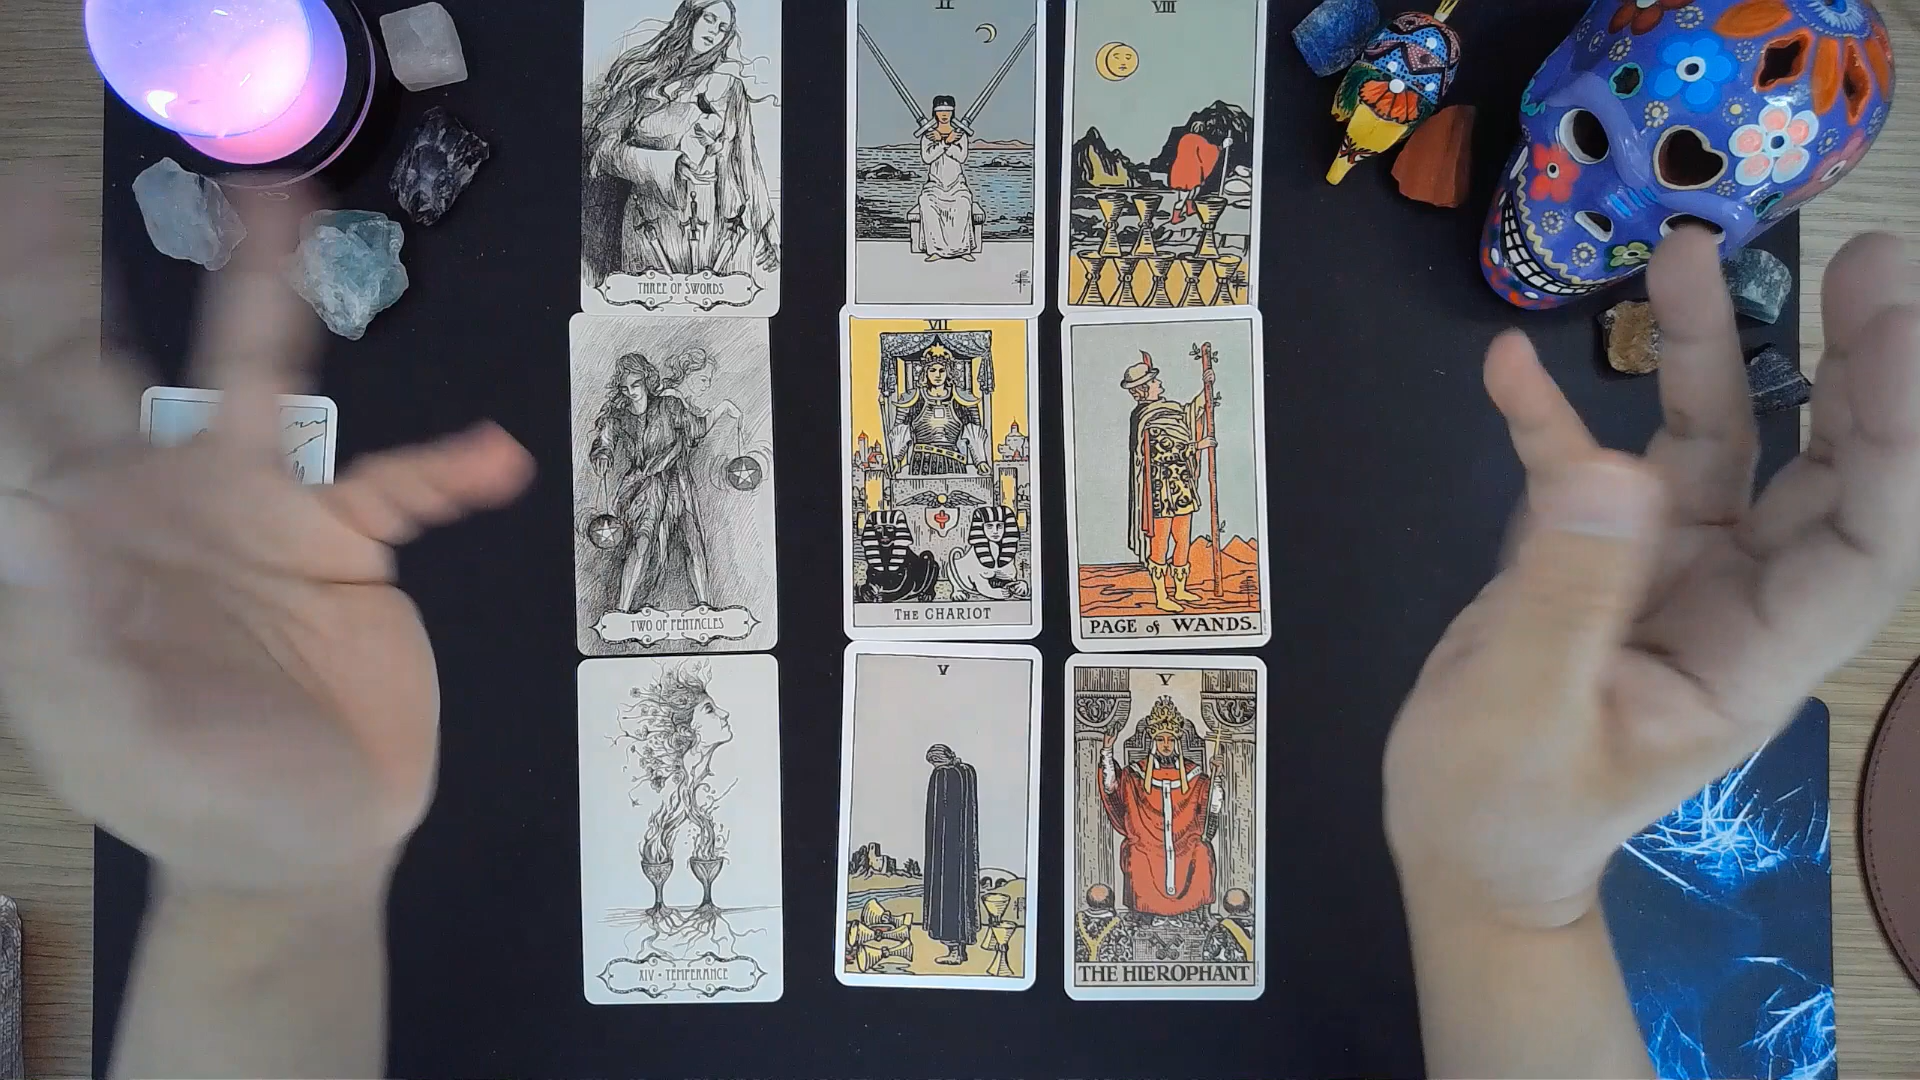 II
VIII
THREE OF SWORDS
VII
TWO OF PENTACLES
THE CHARIOT
PAGE of WANDS.
V
V
XIV • TEMPERANCE
THE HIEROPHANT